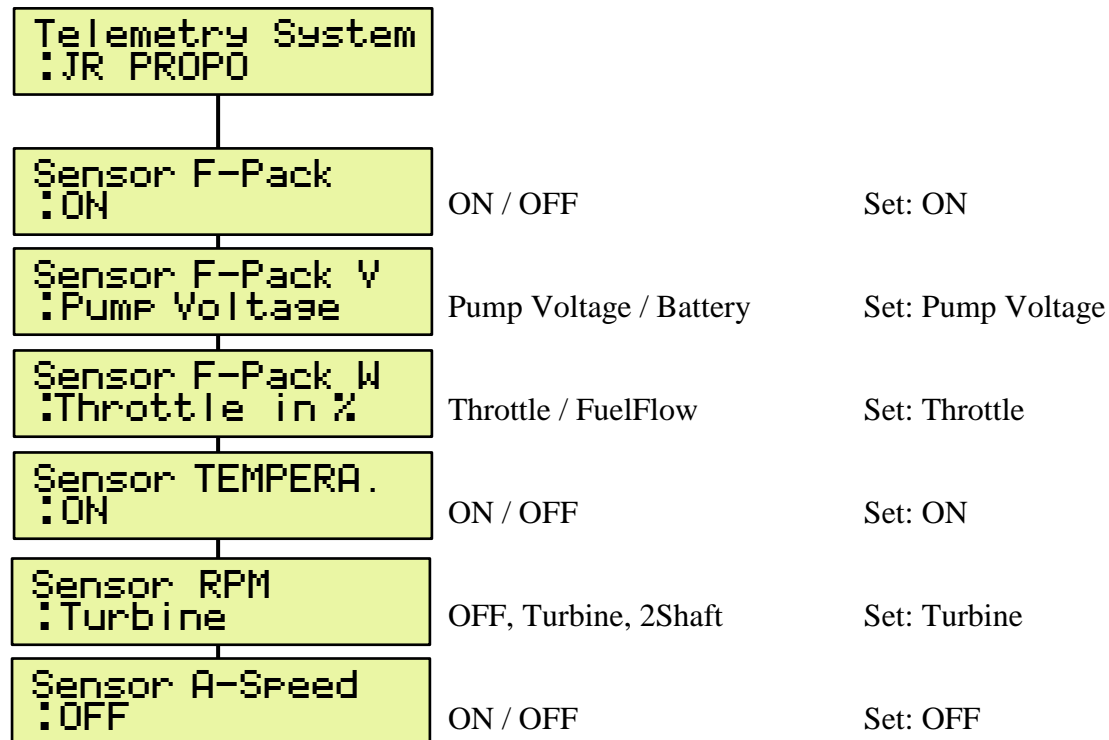 Telemetry System
:JR PROPO
Sensor F-Pack
:ON
ON / OFF
Set: ON
Sensor F-Pack V
:Pump Voltage
Pump Voltage / Battery
Set: Pump Voltage
Sensor F-Pack W
:Throttle in %
Throttle / FuelFlow
Set: Throttle
Sensor TEMPERA.
:ON
ON / OFF
Set: ON
Sensor RPM
:Turbine
OFF, Turbine, 2Shaft
Set: Turbine
Sensor A-Speed
:OFF
ON / OFF
Set: OFF